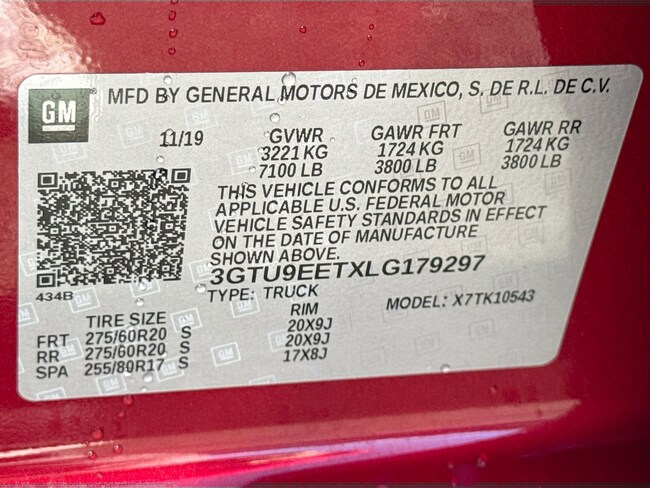 GM
MFD BY GENERAL MOTORS DE MEXICO, S. DE R.L. DE C.V.
11/19 GVWR GAWR FRT GAWR RR
3221 KG 1724 KG 1724 KG
7100 LB 3800 LB 3800 LB
THIS VEHICLE CONFORMS TO ALL
APPLICABLE U.S. FEDERAL MOTOR
VEHICLE SAFETY STANDARDS IN EFFECT
ON THE DATE OF MANUFACTURE
SHOWN ABOVE.
3GTU9EETXLG179297
434B TYPE: TRUCK MODEL: X7TK10543
TIRE SIZE RIM
FRT 275/60R20 S 20X9J
RR 275/60R20 S 20X9J
SPA 255/80R17 S 17X8J